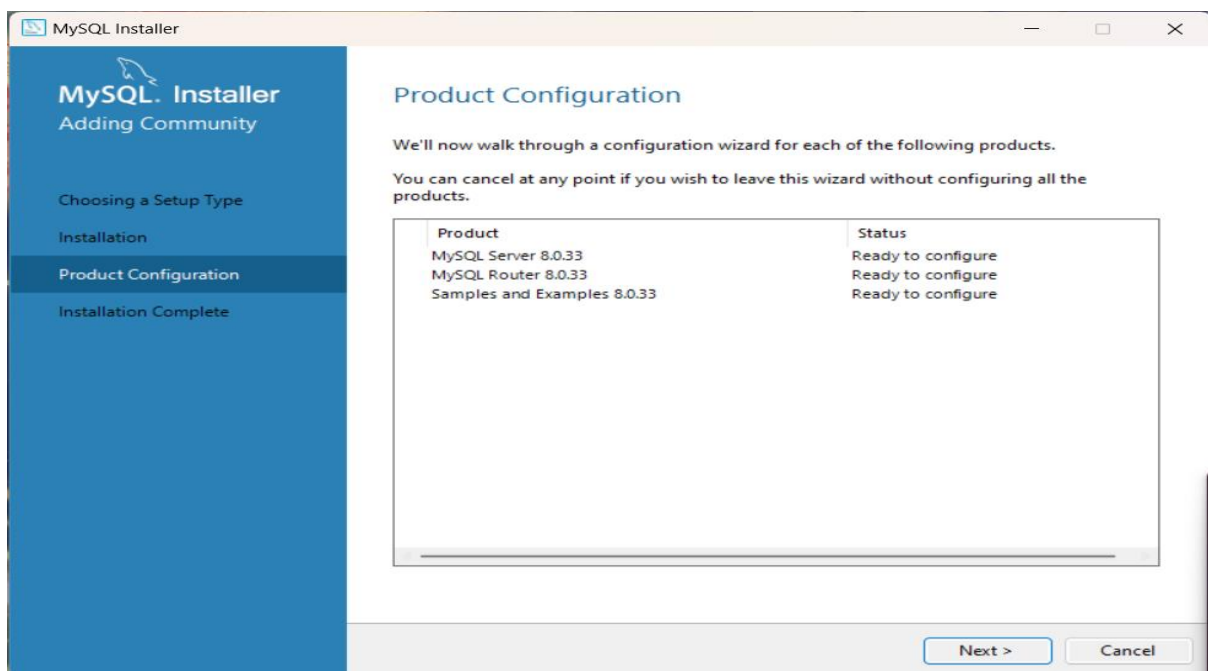 MySQL Installer
MySQL. Installer
Adding Community
Choosing a Setup Type
Installation
Product Configuration
Installation Complete
Product Configuration
We'll now walk through a configuration wizard for each of the following products.
You can cancel at any point if you wish to leave this wizard without configuring all the
products.
Product Status
MySQL Server 8.0.33 Ready to configure
MySQL Router 8.0.33 Ready to configure
Samples and Examples 8.0.33 Ready to configure
Next > Cancel